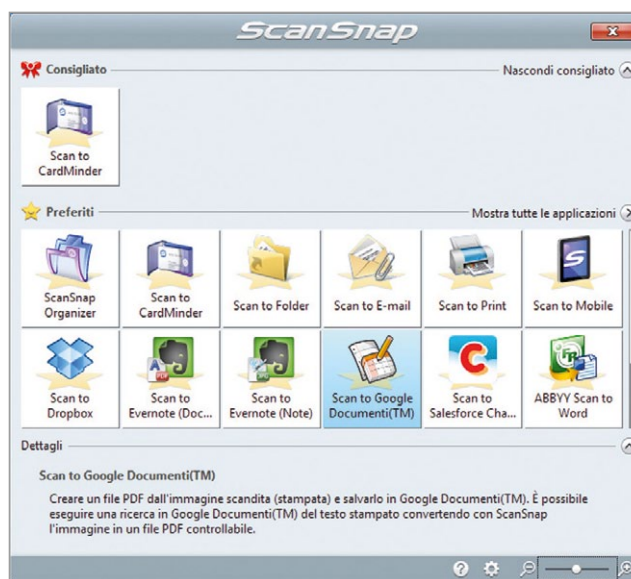 ScanSnap
Consigliato
Nascondi consigliato
Scan to
CardMinder
Preferiti
Mostra tutte le applicazioni
ScanSnap
Organizer
Scan to
CardMinder
Scan to Folder
Scan to E-mail
Scan to Print
Scan to Mobile
Scan to
Dropbox
Scan to
Evernote (Doc...
Scan to
Evernote (Note)
Scan to Google
Documenti(TM)
Scan to
Salesforce Cha...
ABBYY Scan to
Word
Dettagli
Scan to Google Documenti(TM)
Creare un file PDF dall'immagine scandita (stampata) e salvarlo in Google Documenti(TM). È possibile
eseguire una ricerca in Google Documenti(TM) del testo stampato convertendo con ScanSnap
l'immagine in un file PDF controllabile.